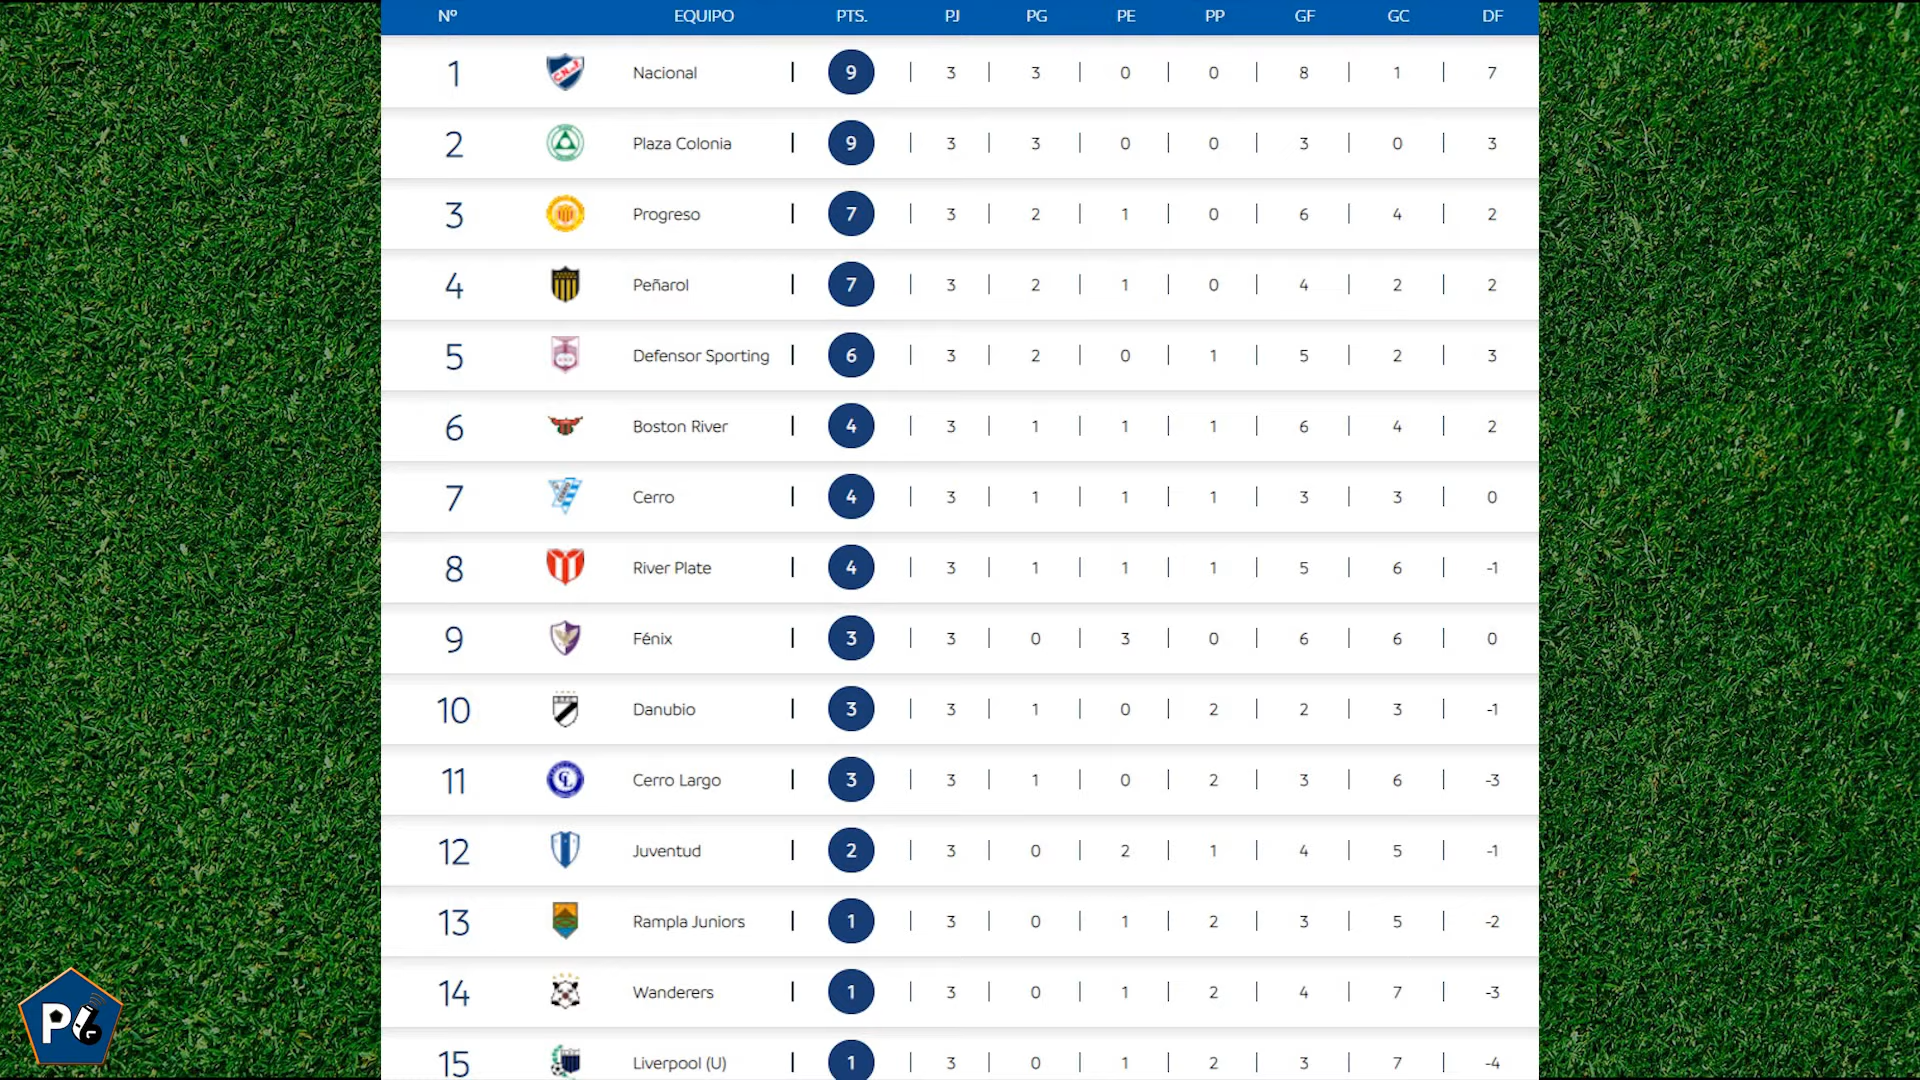 Nº EQUIPO PTS. PJ PG PE PP GF GC DF
1 Nacional 9 3 3 0 0 8 1 7
2 Plaza Colonia 9 3 3 0 0 3 0 3
3 Progreso 7 3 2 1 0 6 4 2
4 Peñarol 7 3 2 1 0 4 2 2
5 Defensor Sporting 6 3 2 0 1 5 2 3
6 Boston River 4 3 1 1 1 6 4 2
7 Cerro 4 3 1 1 1 3 3 0
8 River Plate 4 3 1 1 1 5 6 -1
9 Fénix 3 3 0 3 0 6 6 0
10 Danubio 3 3 1 0 2 2 3 -1
11 Cerro Largo 3 3 1 0 2 3 6 -3
12 Juventud 2 3 0 2 1 4 5 -1
13 Rampla Juniors 1 3 0 1 2 3 5 -2
14 Wanderers 1 3 0 1 2 4 7 -3
15 Liverpool (U) 1 3 0 1 2 3 7 -4
P6